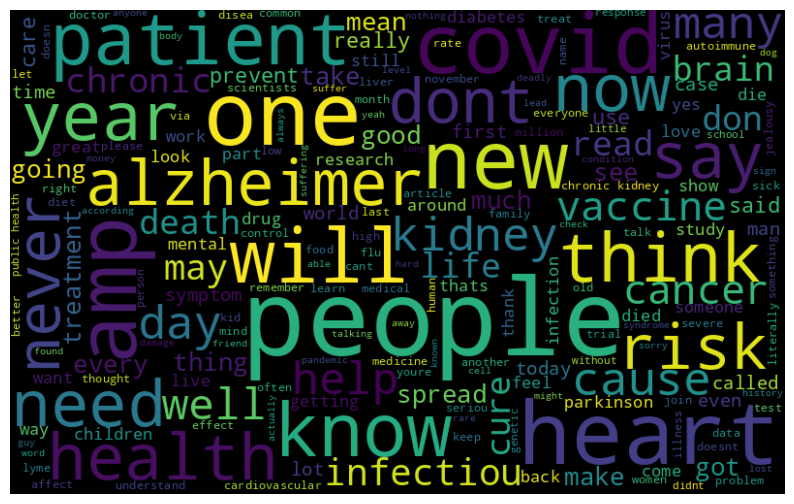 doctor anyone disea common nothing diabetes treat response virus many
body doesn patient mean really covid rate name autoimmune dog
care still level november deadly brain
let chronic prevent take dont now case die
time scientists liver suffer lead
year one via always month yeah everyone don yes
great please work good first million use little love school jealousy
going money look part low research long read condition sign
right diet alzheimer suffering new see say chronic kidney show sick
according article much vaccine said
public health death drug world last around family study man
never amp mental control kidney check talk
treatment will food high flu life think something
better may remember able cant hard human thats thank infection old cancer
person symptom learn medical trial died someone
day kid people syndrome severe risk literally
found mind talking away without sorry
damage friend pandemic known
every thing medicine another today cause called
want thought live help youre cell feel parkinson even
need well often getting spread cure might join history
way children effect actually seriou rare genetic illness doesnt test
guy word health know keep heart data women problem
lyme lot infectiou back make come got lost
affect understand cardiovascular didnt